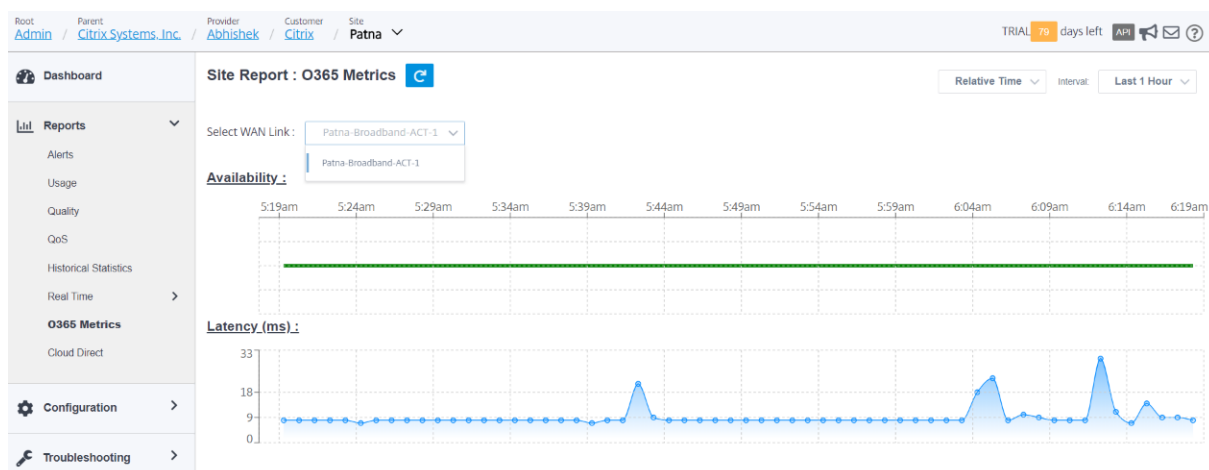 Root Parent Provider Customer Site
Admin / Citrix Systems, Inc. / Abhishek / Citrix / Patna
TRIAL 79 days left API
Dashboard
Site Report : O365 Metrics
Relative Time Interval: Last 1 Hour
Reports
Select WAN Link : Patna-Broadband-ACT-1
Alerts
Patna-Broadband-ACT-1
Usage
Availability :
5:19am 5:24am 5:29am 5:34am 5:39am 5:44am 5:49am 5:54am 5:59am 6:04am 6:09am 6:14am 6:19am
Quality
QoS
Historical Statistics
Real Time
O365 Metrics
Latency (ms) :
Cloud Direct
33
18
9
0
Configuration
Troubleshooting